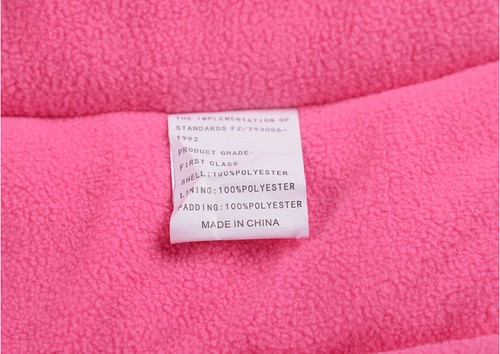 THE IMPLEMENTATION OF
STANDARDS FZ/T93006-
1992
PRODUCT GRADE:
FIRST CLASS
SHELL:100%POLYESTER
LINING:100%POLYESTER
PADDING:100%POLYESTER
MADE IN CHINA